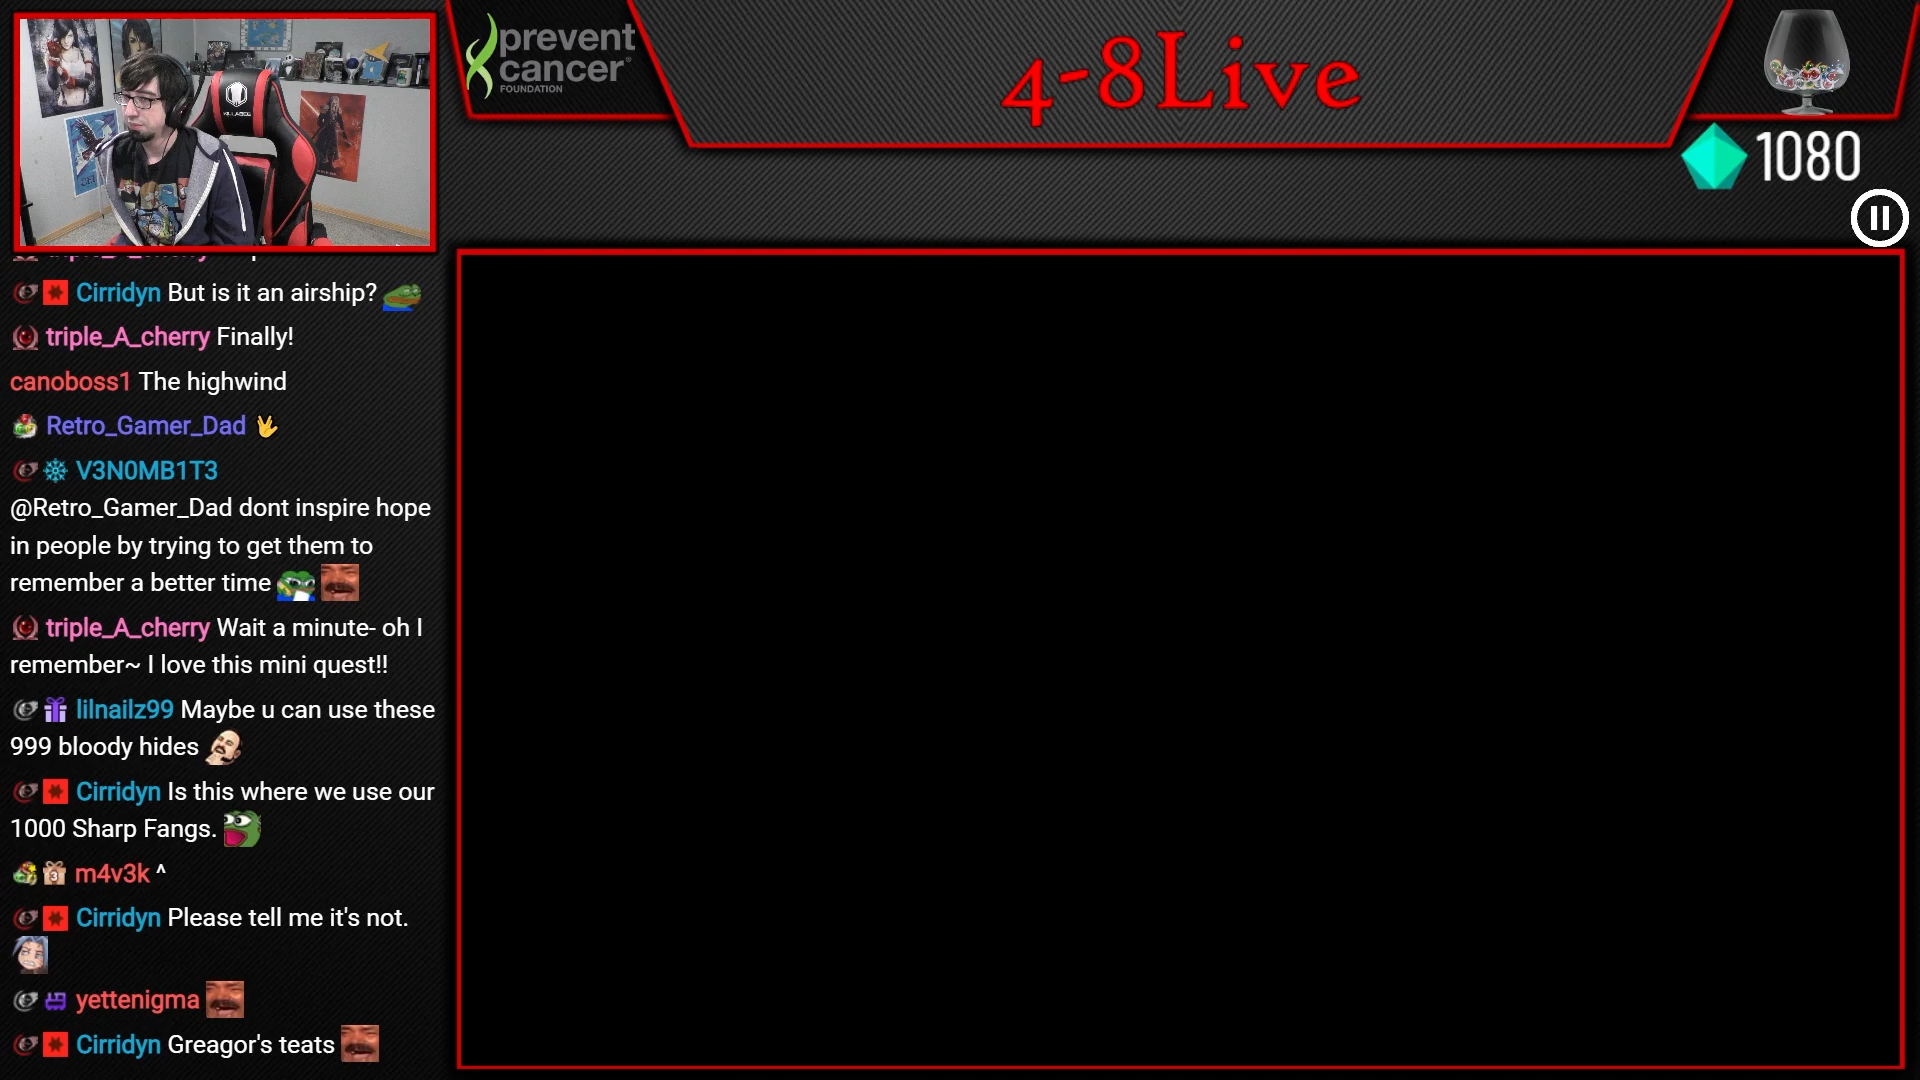 prevent
cancer
FOUNDATION
4-8Live
1080
Cirridyn But is it an airship?
triple_A_cherry Finally!
canoboss1 The highwind
Retro_Gamer_Dad
V3N0MB1T3
@Retro_Gamer_Dad dont inspire hope
in people by trying to get them to
remember a better time
triple_A_cherry Wait a minute- oh I
remember~ I love this mini quest!!
lilnailz99 Maybe u can use these
999 bloody hides
Cirridyn Is this where we use our
1000 Sharp Fangs.
m4v3k ^
Cirridyn Please tell me it's not.
yettenigma
Cirridyn Greagor's teats